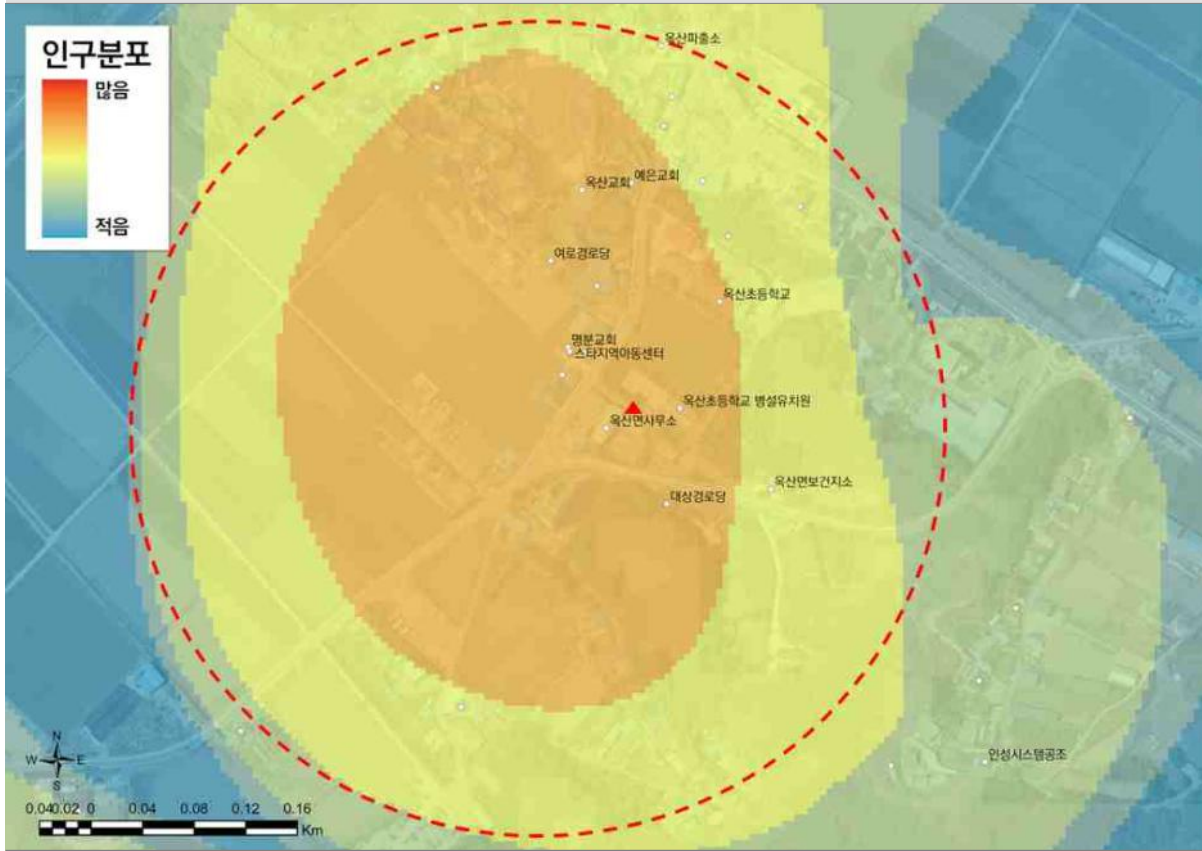 인구분포
많음
적음
옥산파출소
옥산교회
예은교회
여로경로당
옥산초등학교
명분교회
스타지역아동센터
옥산초등학교 병설유치원
옥산면사무소
옥산면보건지소
대상경로당
인성시스템공조
N
W
E
S
0.04 0.02 0 0.04 0.08 0.12 0.16
Km